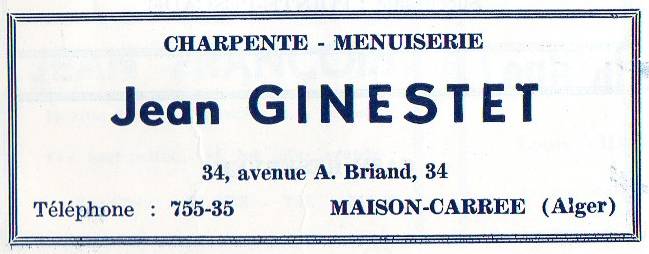 CHARPENTE - MENUISERIE
Jean GINESTET
34, avenue A. Briand, 34
Téléphone : 755-35 MAISON-CARREE (Alger)